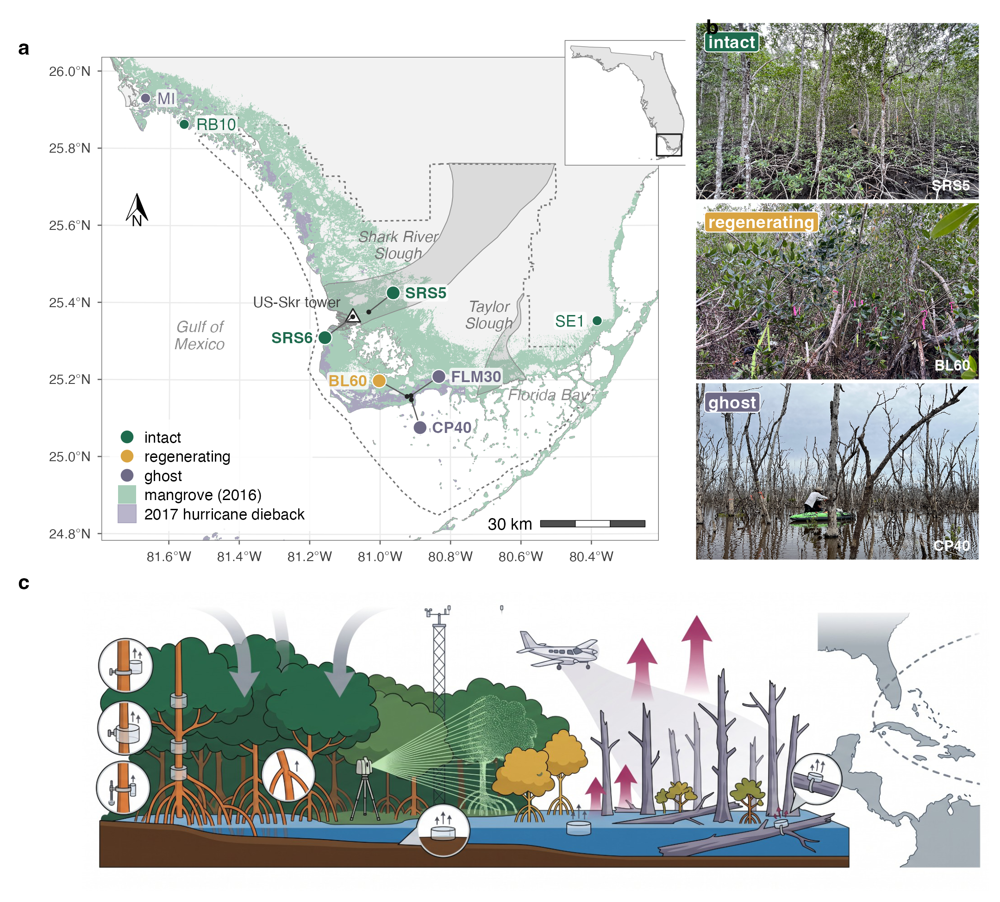 a
26.0°N
25.8°N
25.6°N
25.4°N
25.2°N
25.0°N
24.8°N
81.6°W
81.4°W
81.2°W
81.0°W
80.8°W
80.6°W
80.4°W
MI
RB10
N
Shark River
Slough
SRS5
US-Skr tower
Taylor
Slough
SE1
Gulf of
Mexico
SRS6
BL60
FLM30
Florida Bay
CP40
intact
regenerating
ghost
mangrove (2016)
2017 hurricane dieback
30 km
b
intact
SRS5
regenerating
BL60
ghost
CP40
c